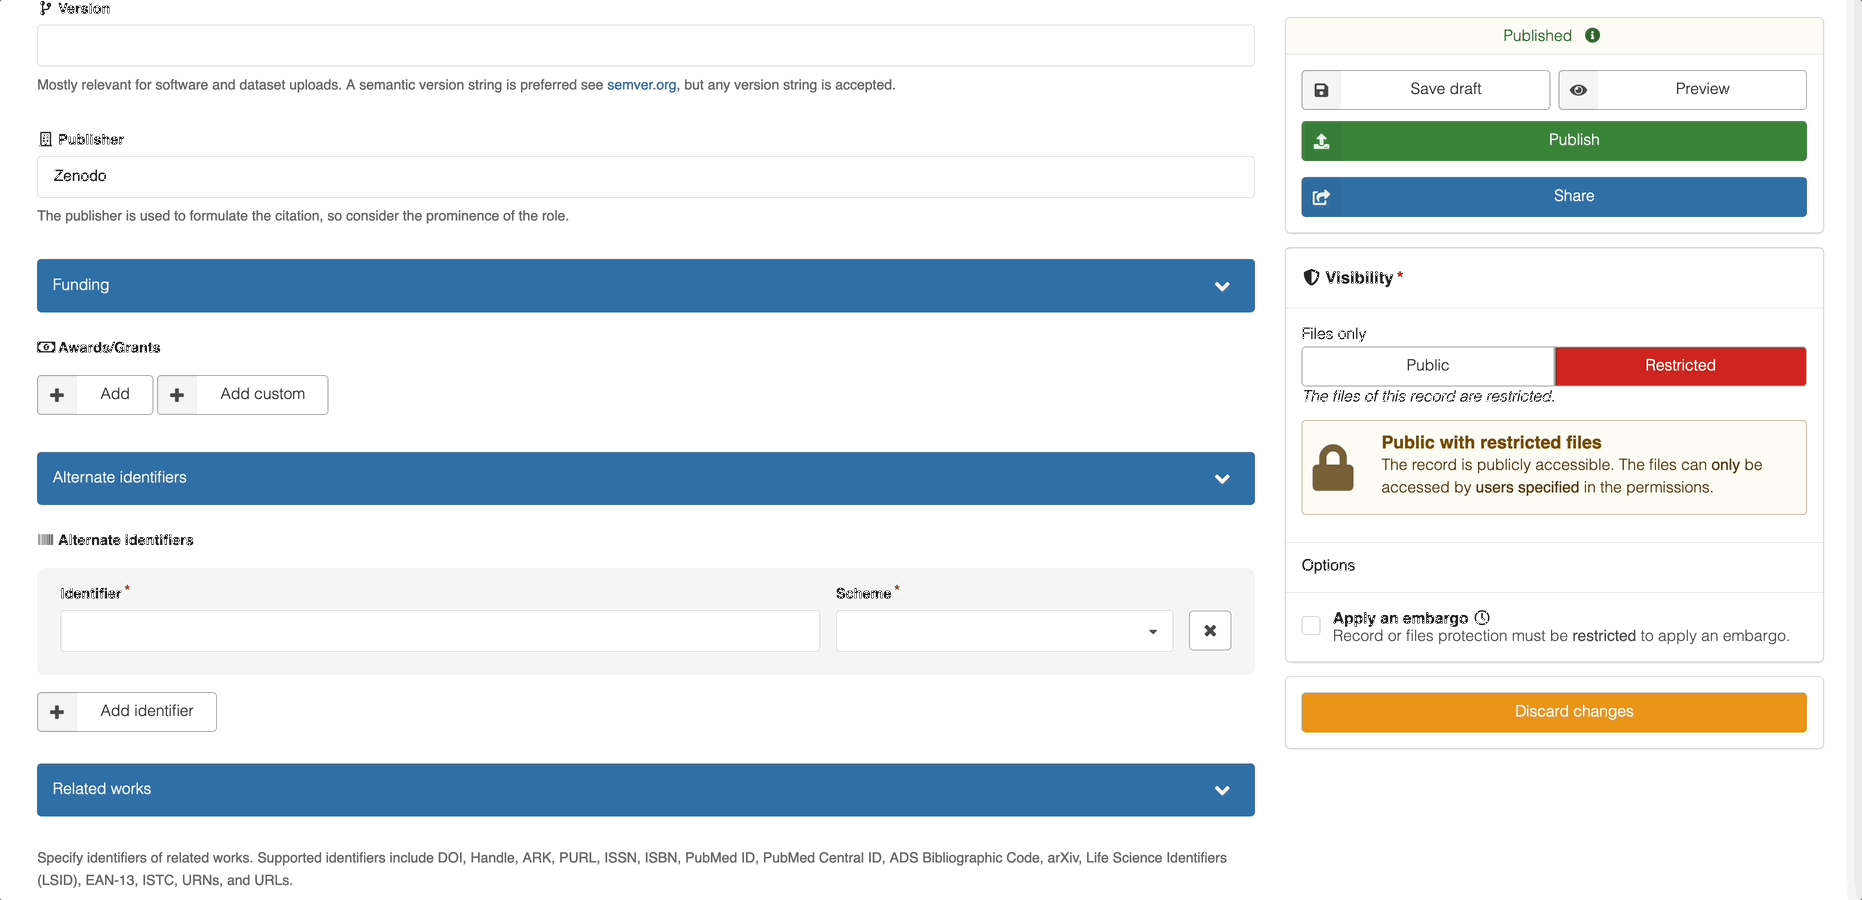 Version
Mostly relevant for software and dataset uploads. A semantic version string is preferred see semver.org, but any version string is accepted.
Publisher
Zenodo
The publisher is used to formulate the citation, so consider the prominence of the role.
Funding
Awards/Grants
Add
Add custom
Alternate identifiers
Alternate identifiers
Identifier *
Scheme *
Add identifier
Related works
Specify identifiers of related works. Supported identifiers include DOI, Handle, ARK, PURL, ISSN, ISBN, PubMed ID, PubMed Central ID, ADS Bibliographic Code, arXiv, Life Science Identifiers
(LSID), EAN-13, ISTC, URNs, and URLs.
Published
Save draft
Preview
Publish
Share
Visibility *
Files only
Public
Restricted
The files of this record are restricted.
Public with restricted files
The record is publicly accessible. The files can only be
accessed by users specified in the permissions.
Options
Apply an embargo
Record or files protection must be restricted to apply an embargo.
Discard changes